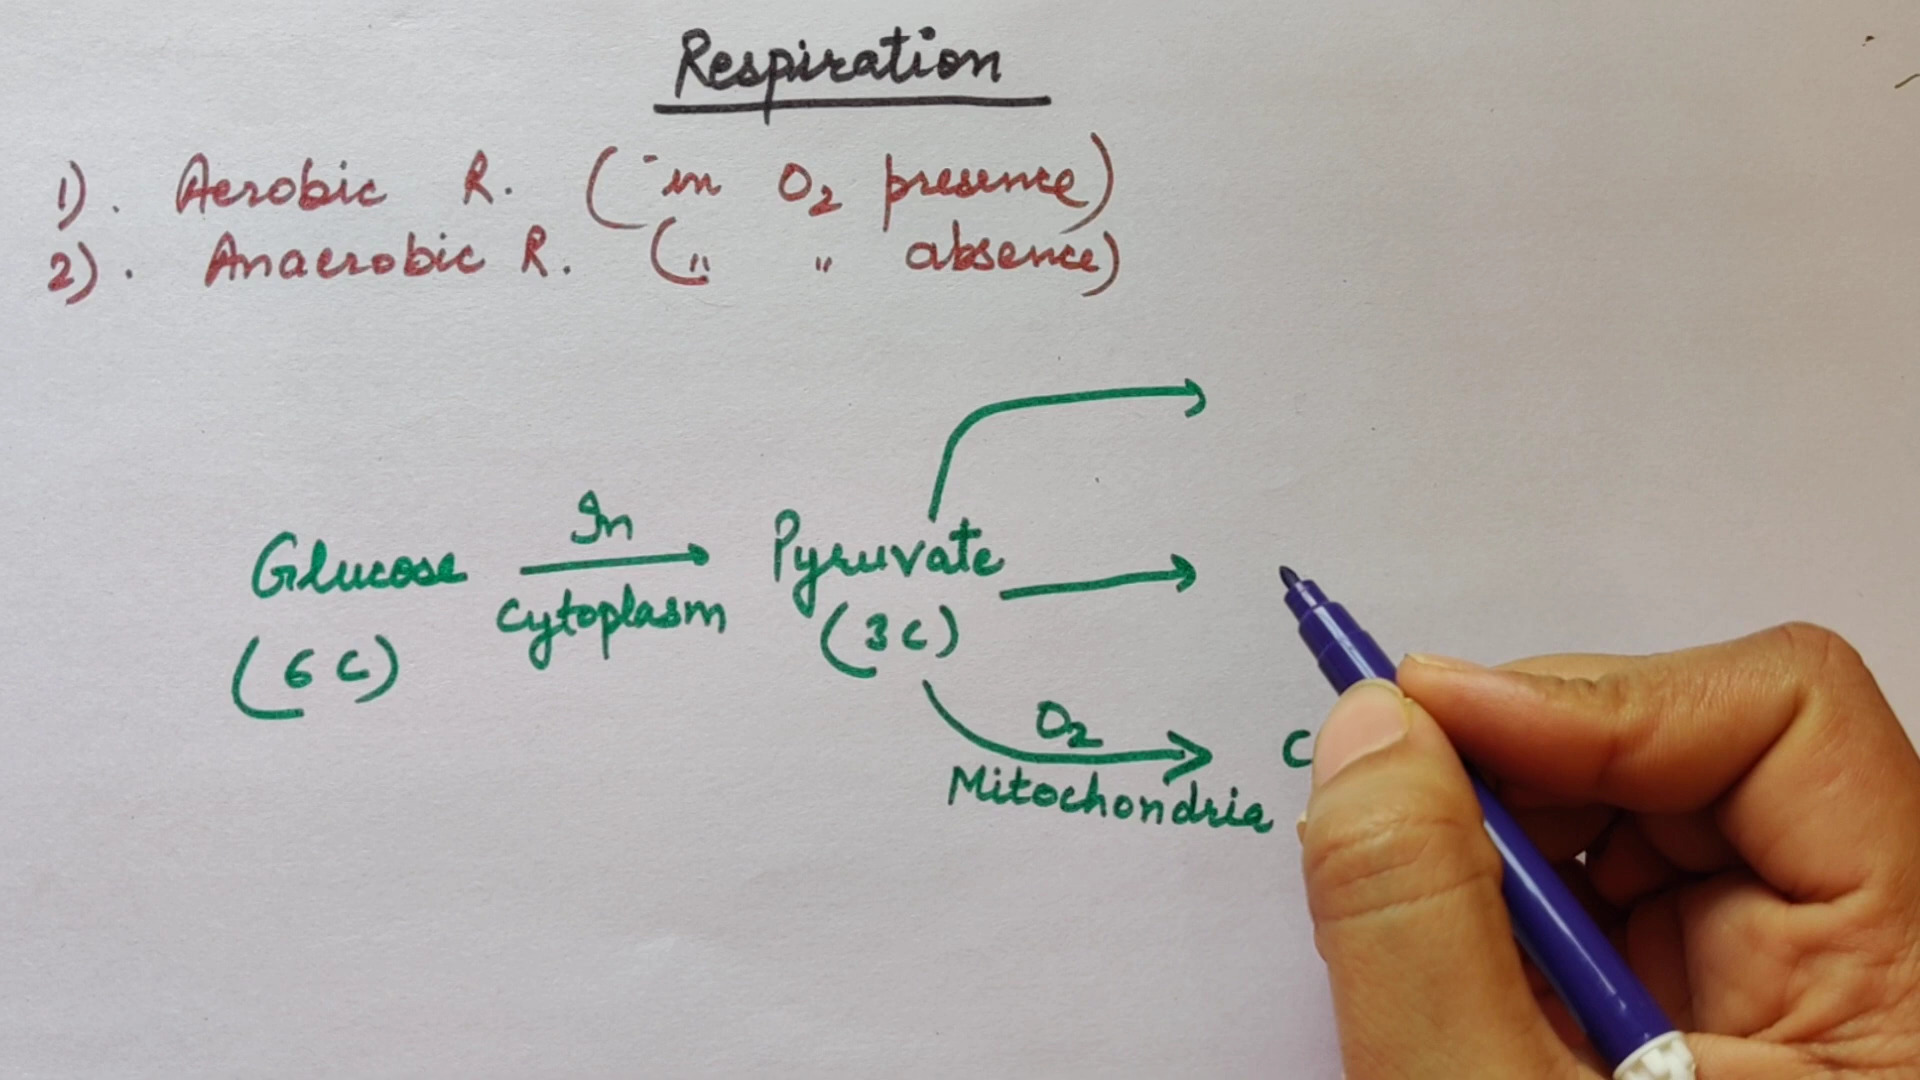 Respiration
1). Aerobic R. (in O₂ presence)
2). Anaerobic R. (〃 〃 absence)
In
Glucose Pyruvate
cytoplasm
(6C) (3C)
O₂
C
Mitochondria